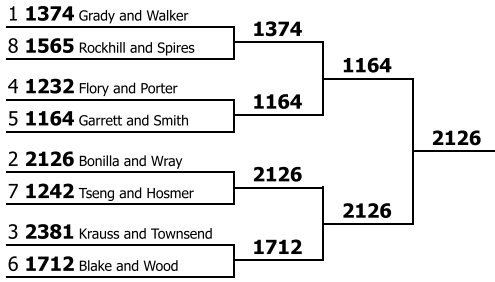 1 1374 Grady and Walker
8 1565 Rockhill and Spires
4 1232 Flory and Porter
5 1164 Garrett and Smith
2 2126 Bonilla and Wray
7 1242 Tseng and Hosmer
3 2381 Krauss and Townsend
6 1712 Blake and Wood
1374
1164
2126
1712
1164
2126
2126